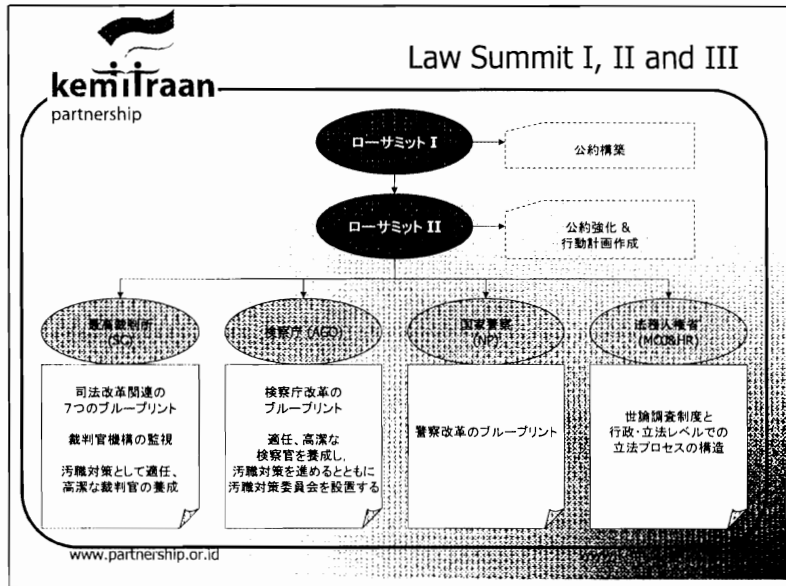 Law Summit I, II and III
kemitraan
partnership
ローサミット I
公約構築
ローサミット II
公約強化 &
行動計画作成
最高裁判所
(SC)
検察庁 (AGO)
国家警察
(NP)
法務人権省
(MOJ&HR)
司法改革関連の
7つのブループリント
裁判官機構の監視
汚職対策として適任、
高潔な裁判官の養成
検察庁改革の
ブループリント
適任、高潔な
検察官を養成し、
汚職対策を進めるとともに
汚職対策委員会を設置する
警察改革のブループリント
世論調査制度と
行政・立法レベルでの
立法プロセスの構造
www.partnership.or.id